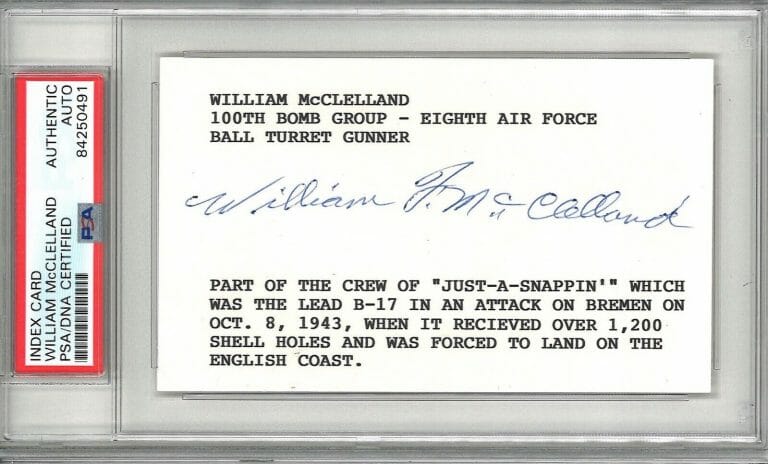 INDEX CARD
WILLIAM McCLELLAND
PSA/DNA CERTIFIED
AUTHENTIC
AUTO
84250491
PSA
WILLIAM McCLELLAND
100TH BOMB GROUP - EIGHTH AIR FORCE
BALL TURRET GUNNER
William F. McClelland
PART OF THE CREW OF "JUST-A-SNAPPIN'" WHICH
WAS THE LEAD B-17 IN AN ATTACK ON BREMEN ON
OCT. 8, 1943, WHEN IT RECIEVED OVER 1,200
SHELL HOLES AND WAS FORCED TO LAND ON THE
ENGLISH COAST.